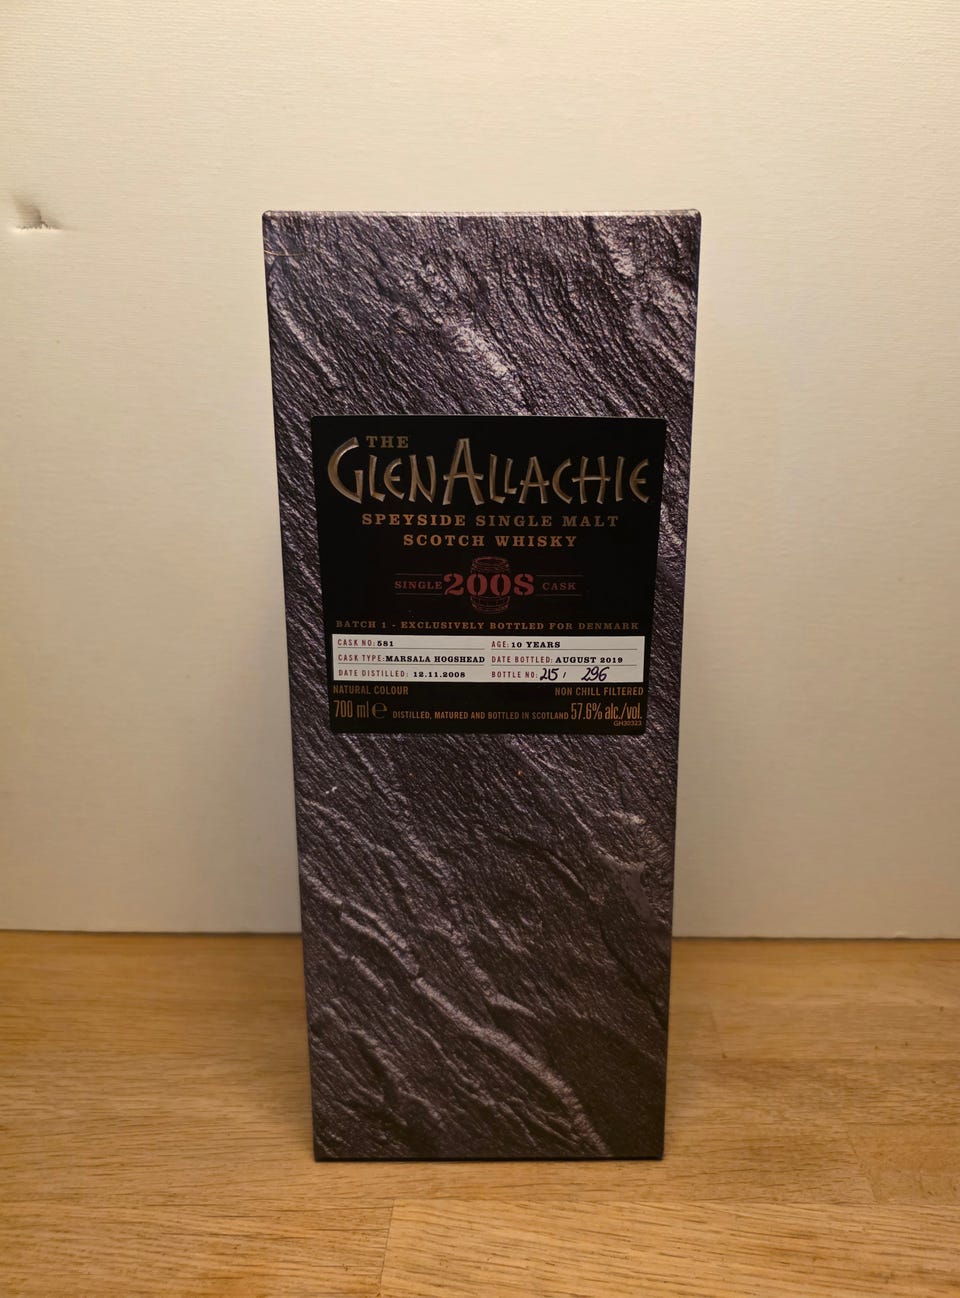 THE
GLENALLACHIE
SPEYSIDE SINGLE MALT
SCOTCH WHISKY
SINGLE 2008 CASK
BATCH 1 - EXCLUSIVELY BOTTLED FOR DENMARK
CASK NO: 581 AGE: 10 YEARS
CASK TYPE: MARSALA HOGSHEAD DATE BOTTLED: AUGUST 2019
DATE DISTILLED: 12.11.2008 BOTTLE NO: 215 / 296
NATURAL COLOUR NON CHILL FILTERED
700 ml ℮ DISTILLED, MATURED AND BOTTLED IN SCOTLAND 57.6% alc./vol.
GH30323